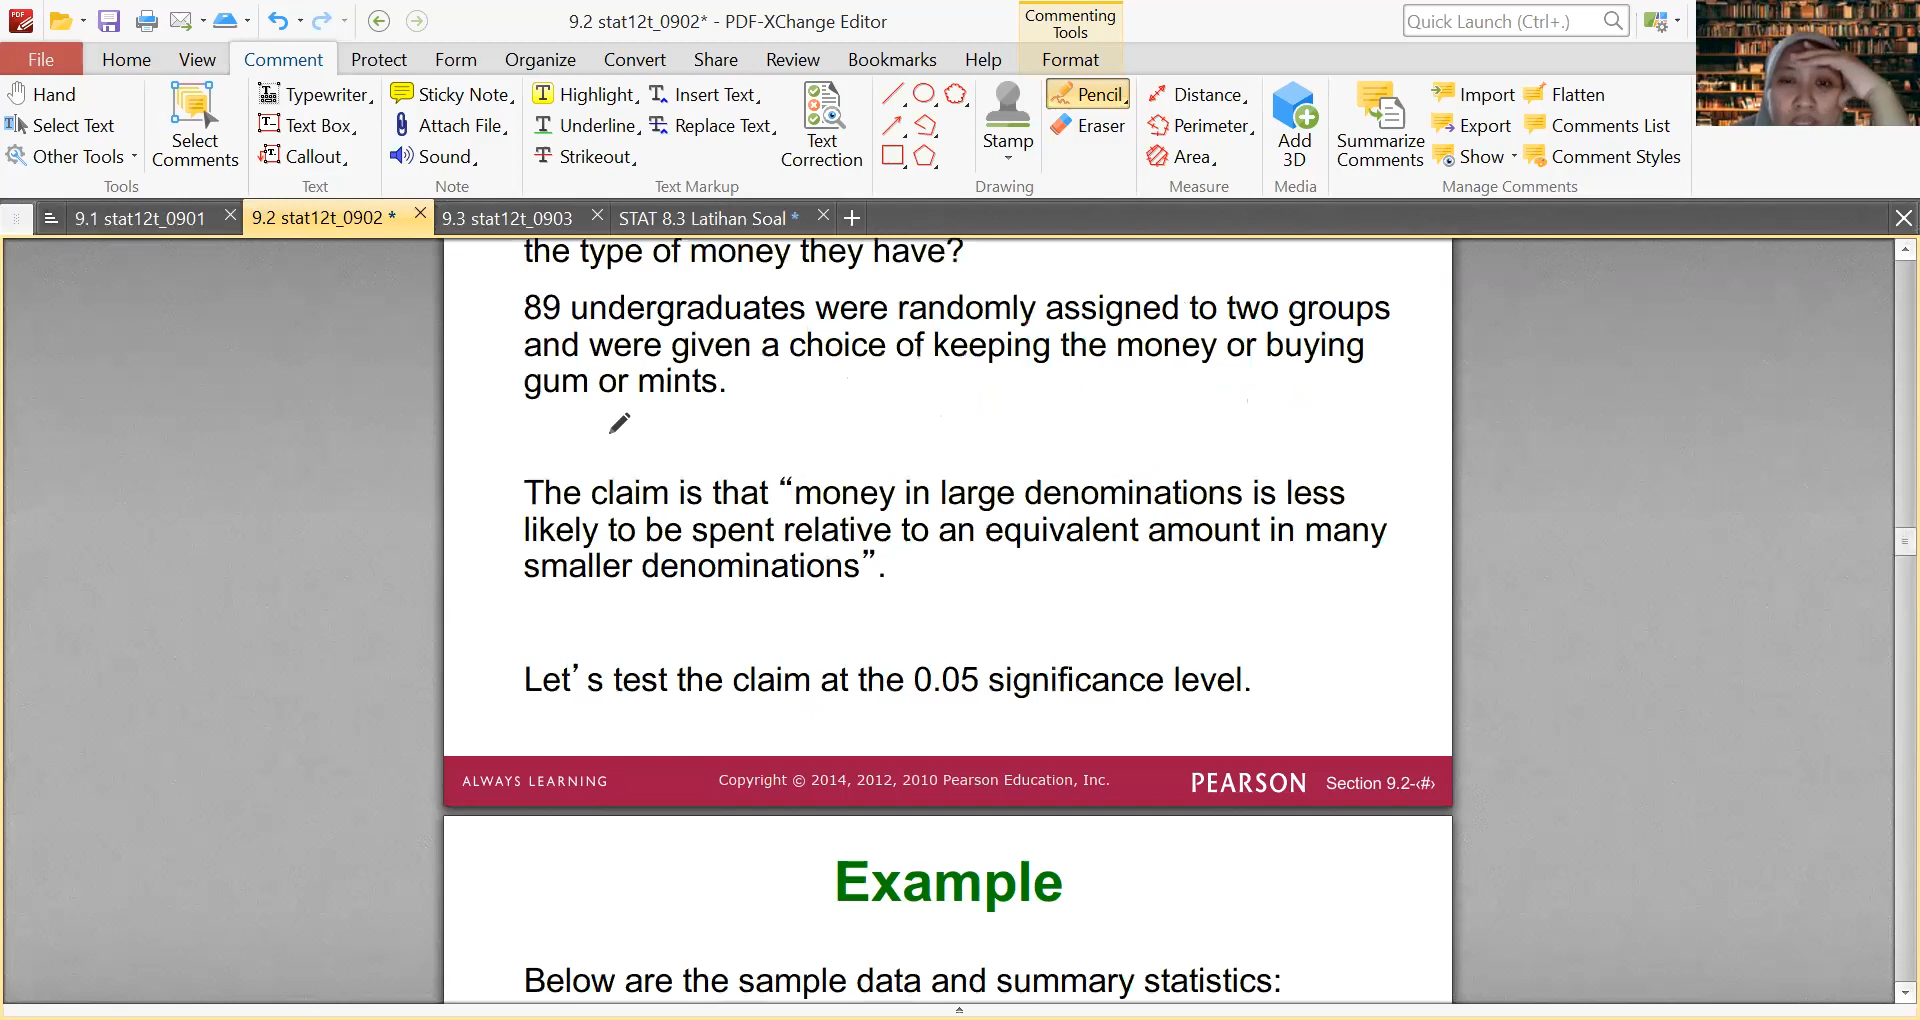 9.2 stat12t_0902* - PDF-XChange Editor
Commenting Tools
Quick Launch (Ctrl+.)
File Home View Comment Protect Form Organize Convert Share Review Bookmarks Help Format
Hand
Select Text
Other Tools
Select Comments
Tools
Typewriter
Text Box
Callout
Text
Sticky Note
Attach File
Sound
Note
Highlight
Underline
Strikeout
Insert Text
Replace Text
Text Correction
Text Markup
Stamp
Drawing
Pencil
Eraser
Distance
Perimeter
Area
Measure
Add 3D
Media
Summarize Comments
Import
Export
Show
Flatten
Comments List
Comment Styles
Manage Comments
9.1 stat12t_0901
9.2 stat12t_0902 *
9.3 stat12t_0903
STAT 8.3 Latihan Soal *
the type of money they have?
89 undergraduates were randomly assigned to two groups
and were given a choice of keeping the money or buying
gum or mints.
The claim is that “money in large denominations is less
likely to be spent relative to an equivalent amount in many
smaller denominations”.
Let’s test the claim at the 0.05 significance level.
ALWAYS LEARNING
Copyright © 2014, 2012, 2010 Pearson Education, Inc.
PEARSON
Section 9.2-‹#›
Example
Below are the sample data and summary statistics: